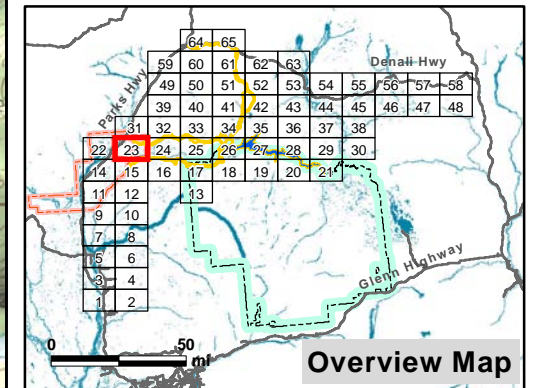 64 65
59 60 61 62 63
Denali Hwy
49 50 51 52 53 54 55 56 57 58
Parks Hwy
39 40 41 42 43 44 45 46 47 48
31 32 33 34 35 36 37 38
22 23 24 25 26 27 28 29 30
14 15 16 17 18 19 20 21
11 12 13
9 10
7 8
5 6
3 4
1 2
Glenn Highway
0 50
mi
Overview Map